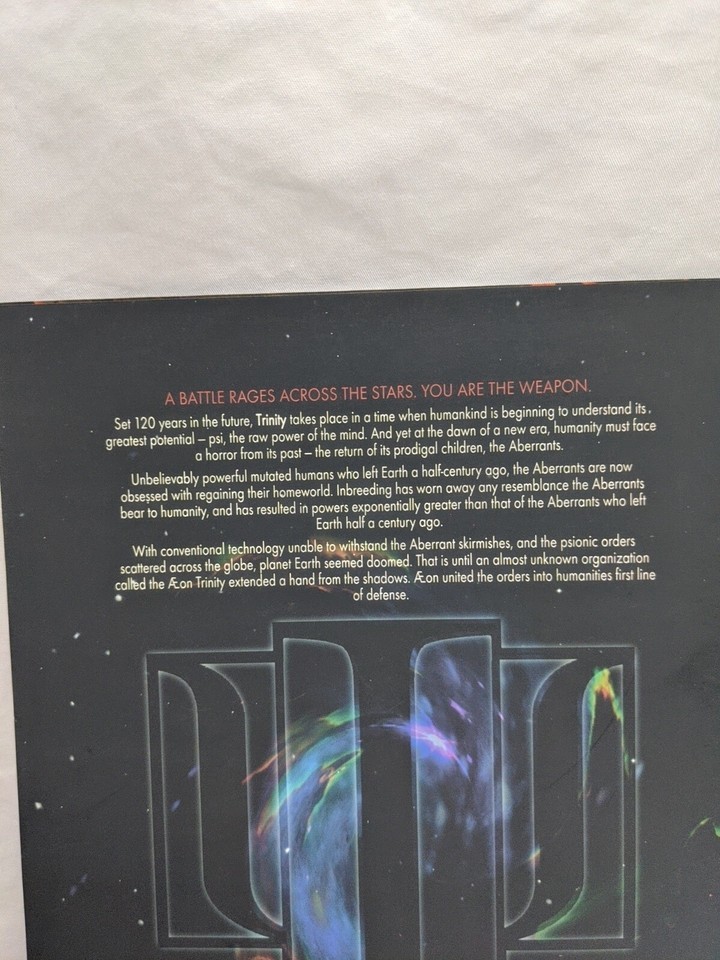 A BATTLE RAGES ACROSS THE STARS. YOU ARE THE WEAPON.
Set 120 years in the future, Trinity takes place in a time when humankind is beginning to understand its
greatest potential – psi, the raw power of the mind. And yet at the dawn of a new era, humanity must face
a horror from its past – the return of its prodigal children, the Aberrants.
Unbelievably powerful mutated humans who left Earth a half-century ago, the Aberrants are now
obsessed with regaining their homeworld. Inbreeding has worn away any resemblance the Aberrants
bear to humanity, and has resulted in powers exponentially greater than that of the Aberrants who left
Earth half a century ago.
With conventional technology unable to withstand the Aberrant skirmishes, and the psionic orders
scattered across the globe, planet Earth seemed doomed. That is until an almost unknown organization
called the Æon Trinity extended a hand from the shadows. Æon united the orders into humanities first line
of defense.